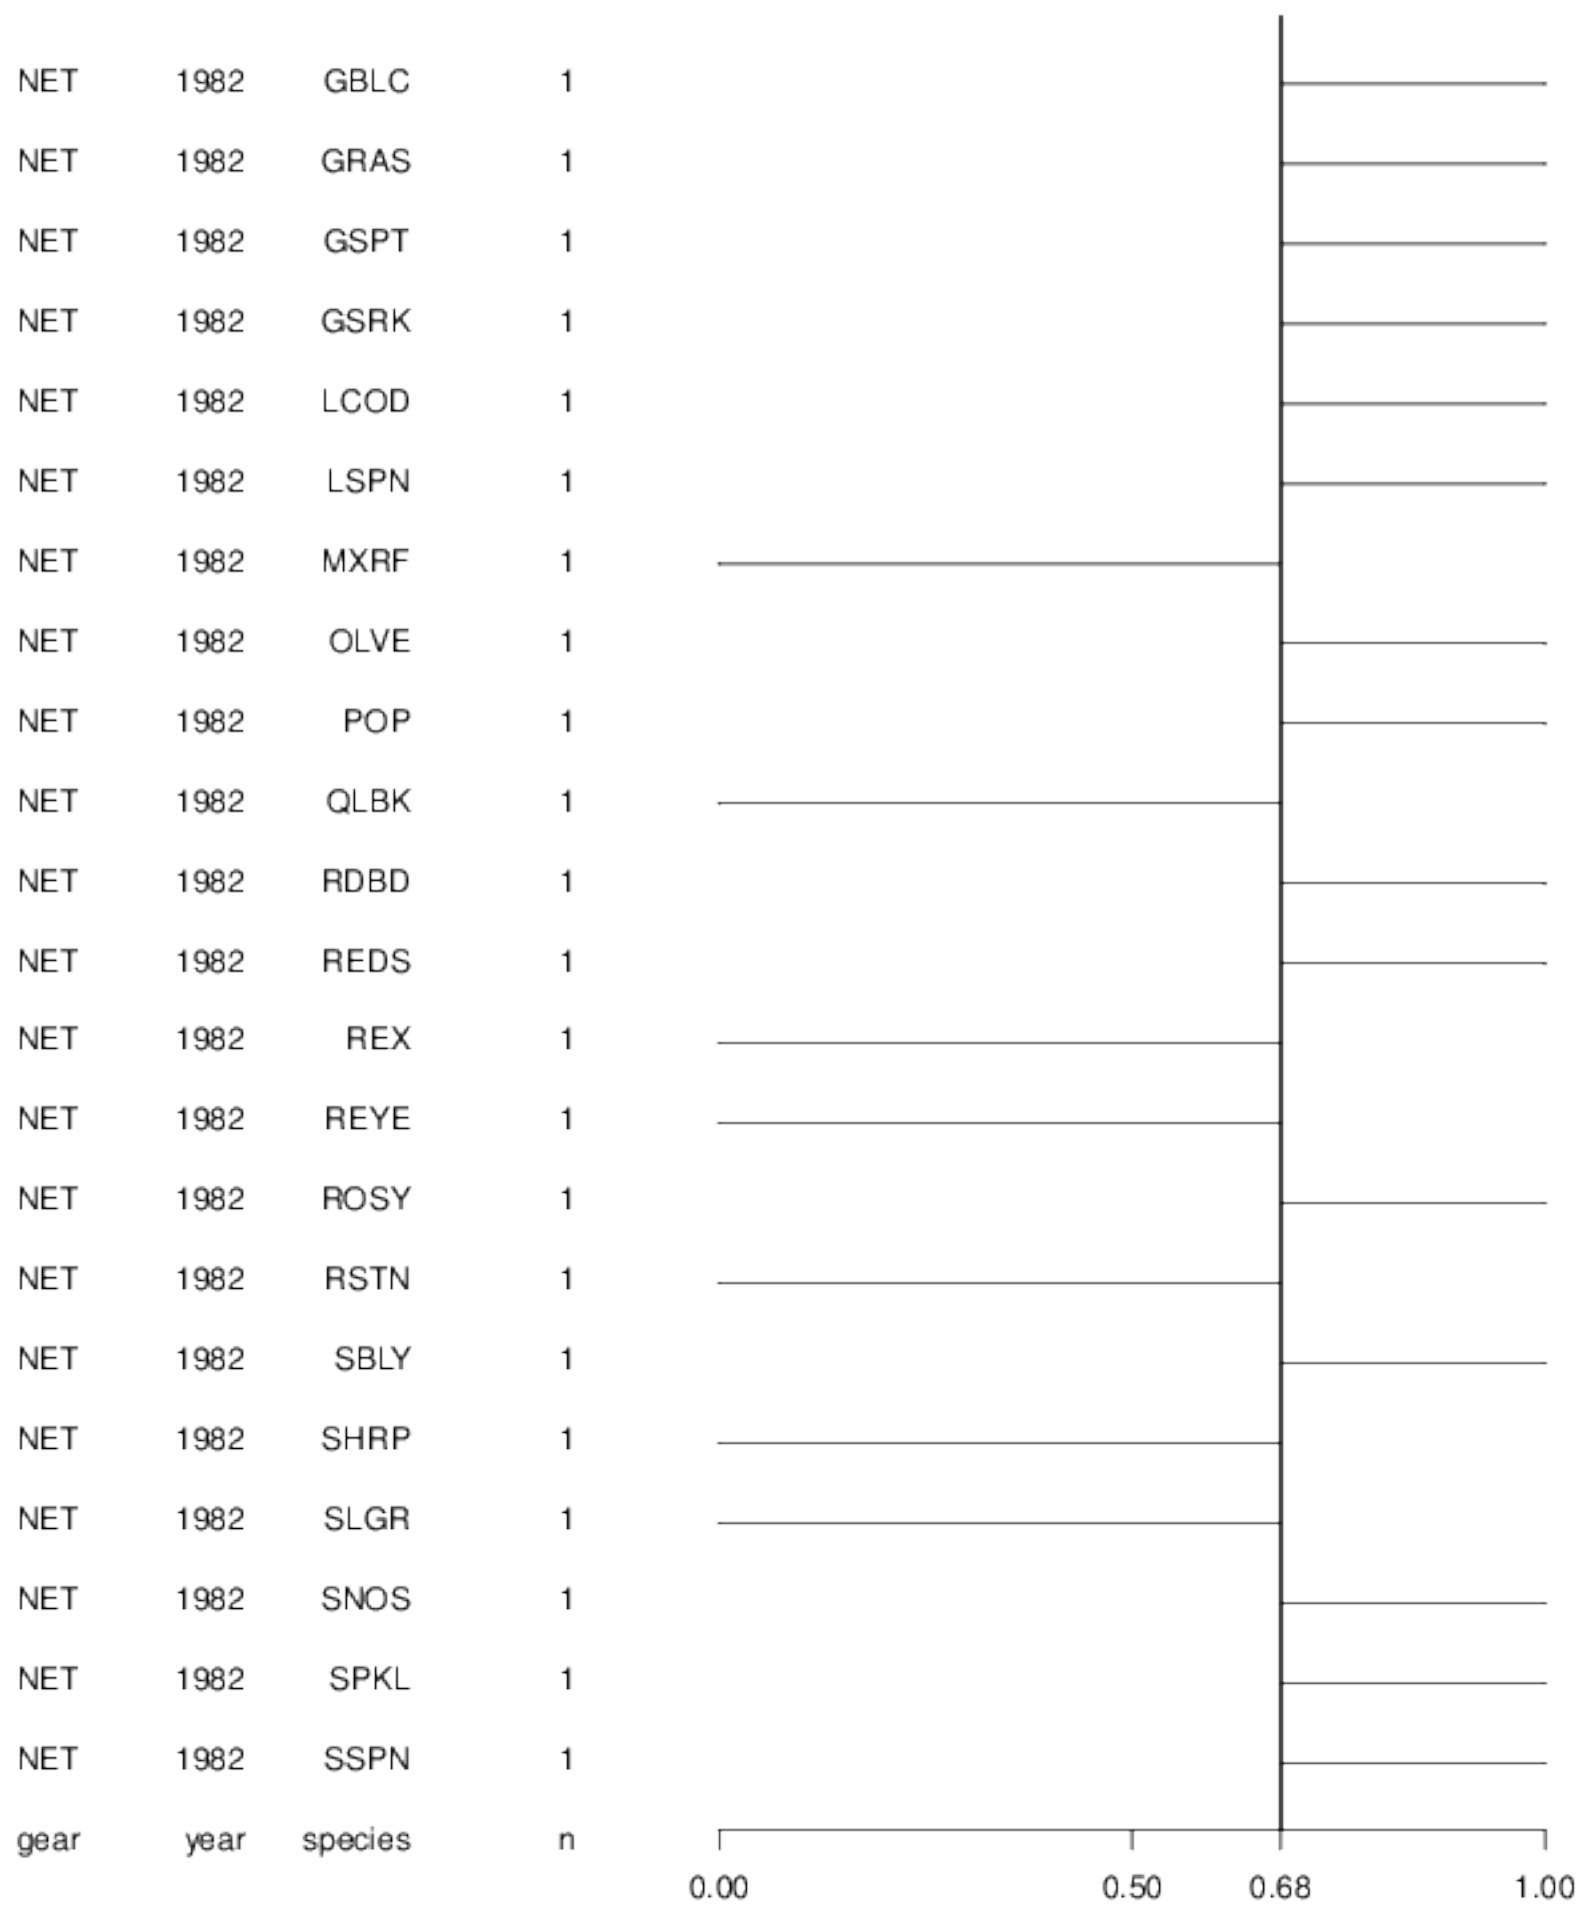 NET 1982 GBLC 1
NET 1982 GRAS 1
NET 1982 GSPT 1
NET 1982 GSRK 1
NET 1982 LCOD 1
NET 1982 LSPN 1
NET 1982 MXRF 1
NET 1982 OLVE 1
NET 1982 POP 1
NET 1982 QLBK 1
NET 1982 RDBD 1
NET 1982 REDS 1
NET 1982 REX 1
NET 1982 REYE 1
NET 1982 ROSY 1
NET 1982 RSTN 1
NET 1982 SBLY 1
NET 1982 SHRP 1
NET 1982 SLGR 1
NET 1982 SNOS 1
NET 1982 SPKL 1
NET 1982 SSPN 1
gear year species n
0.00 0.50 0.68 1.00